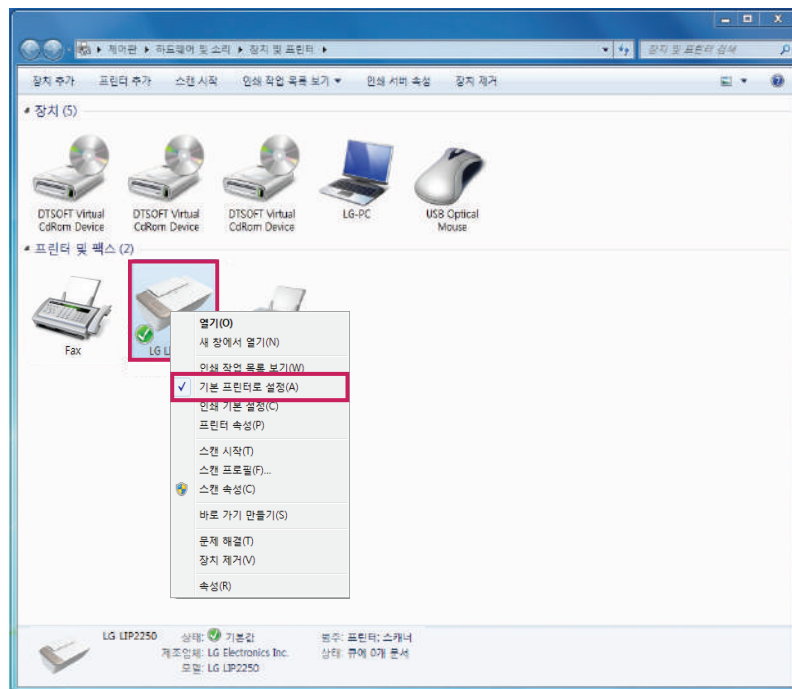 제어판 ▸ 하드웨어 및 소리 ▸ 장치 및 프린터 ▸
장치 및 프린터 검색
장치 추가 프린터 추가 스캔 시작 인쇄 작업 목록 보기 ▼ 인쇄 서버 속성 장치 제거
장치 (5)
DTSOFT Virtual CdRom Device
DTSOFT Virtual CdRom Device
DTSOFT Virtual CdRom Device
LG-PC
USB Optical Mouse
프린터 및 팩스 (2)
Fax
열기(O)
새 창에서 열기(N)
인쇄 작업 목록 보기(W)
기본 프린터로 설정(A)
인쇄 기본 설정(C)
프린터 속성(P)
스캔 시작(T)
스캔 프로필(F)...
스캔 속성(C)
바로 가기 만들기(S)
문제 해결(T)
장치 제거(V)
속성(R)
LG LIP2250 상태: 기본값 범주: 프린터; 스캐너
제조업체: LG Electronics Inc. 상태: 큐에 0개 문서
모델: LG LIP2250